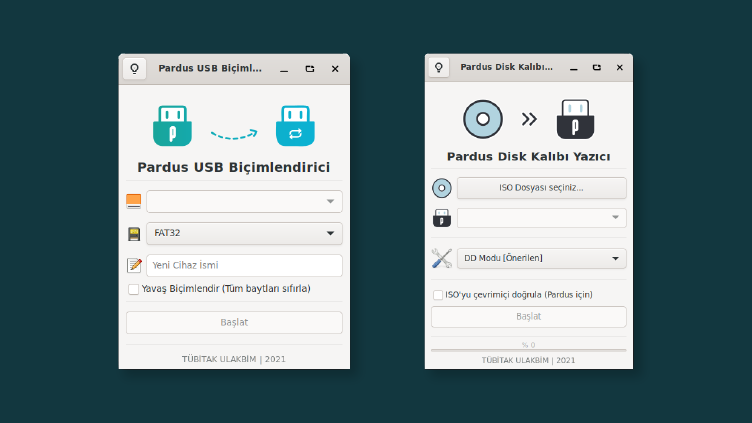 Pardus USB Biçiml...
Pardus USB Biçimlendirici
FAT32
Yeni Cihaz İsmi
Yavaş Biçimlendir (Tüm baytları sıfırla)
Başlat
TÜBİTAK ULAKBİM | 2021
Pardus Disk Kalıbı...
Pardus Disk Kalıbı Yazıcı
ISO Dosyası seçiniz...
DD Modu [Önerilen]
ISO'yu çevrimiçi doğrula (Pardus için)
Başlat
% 0
TÜBİTAK ULAKBİM | 2021